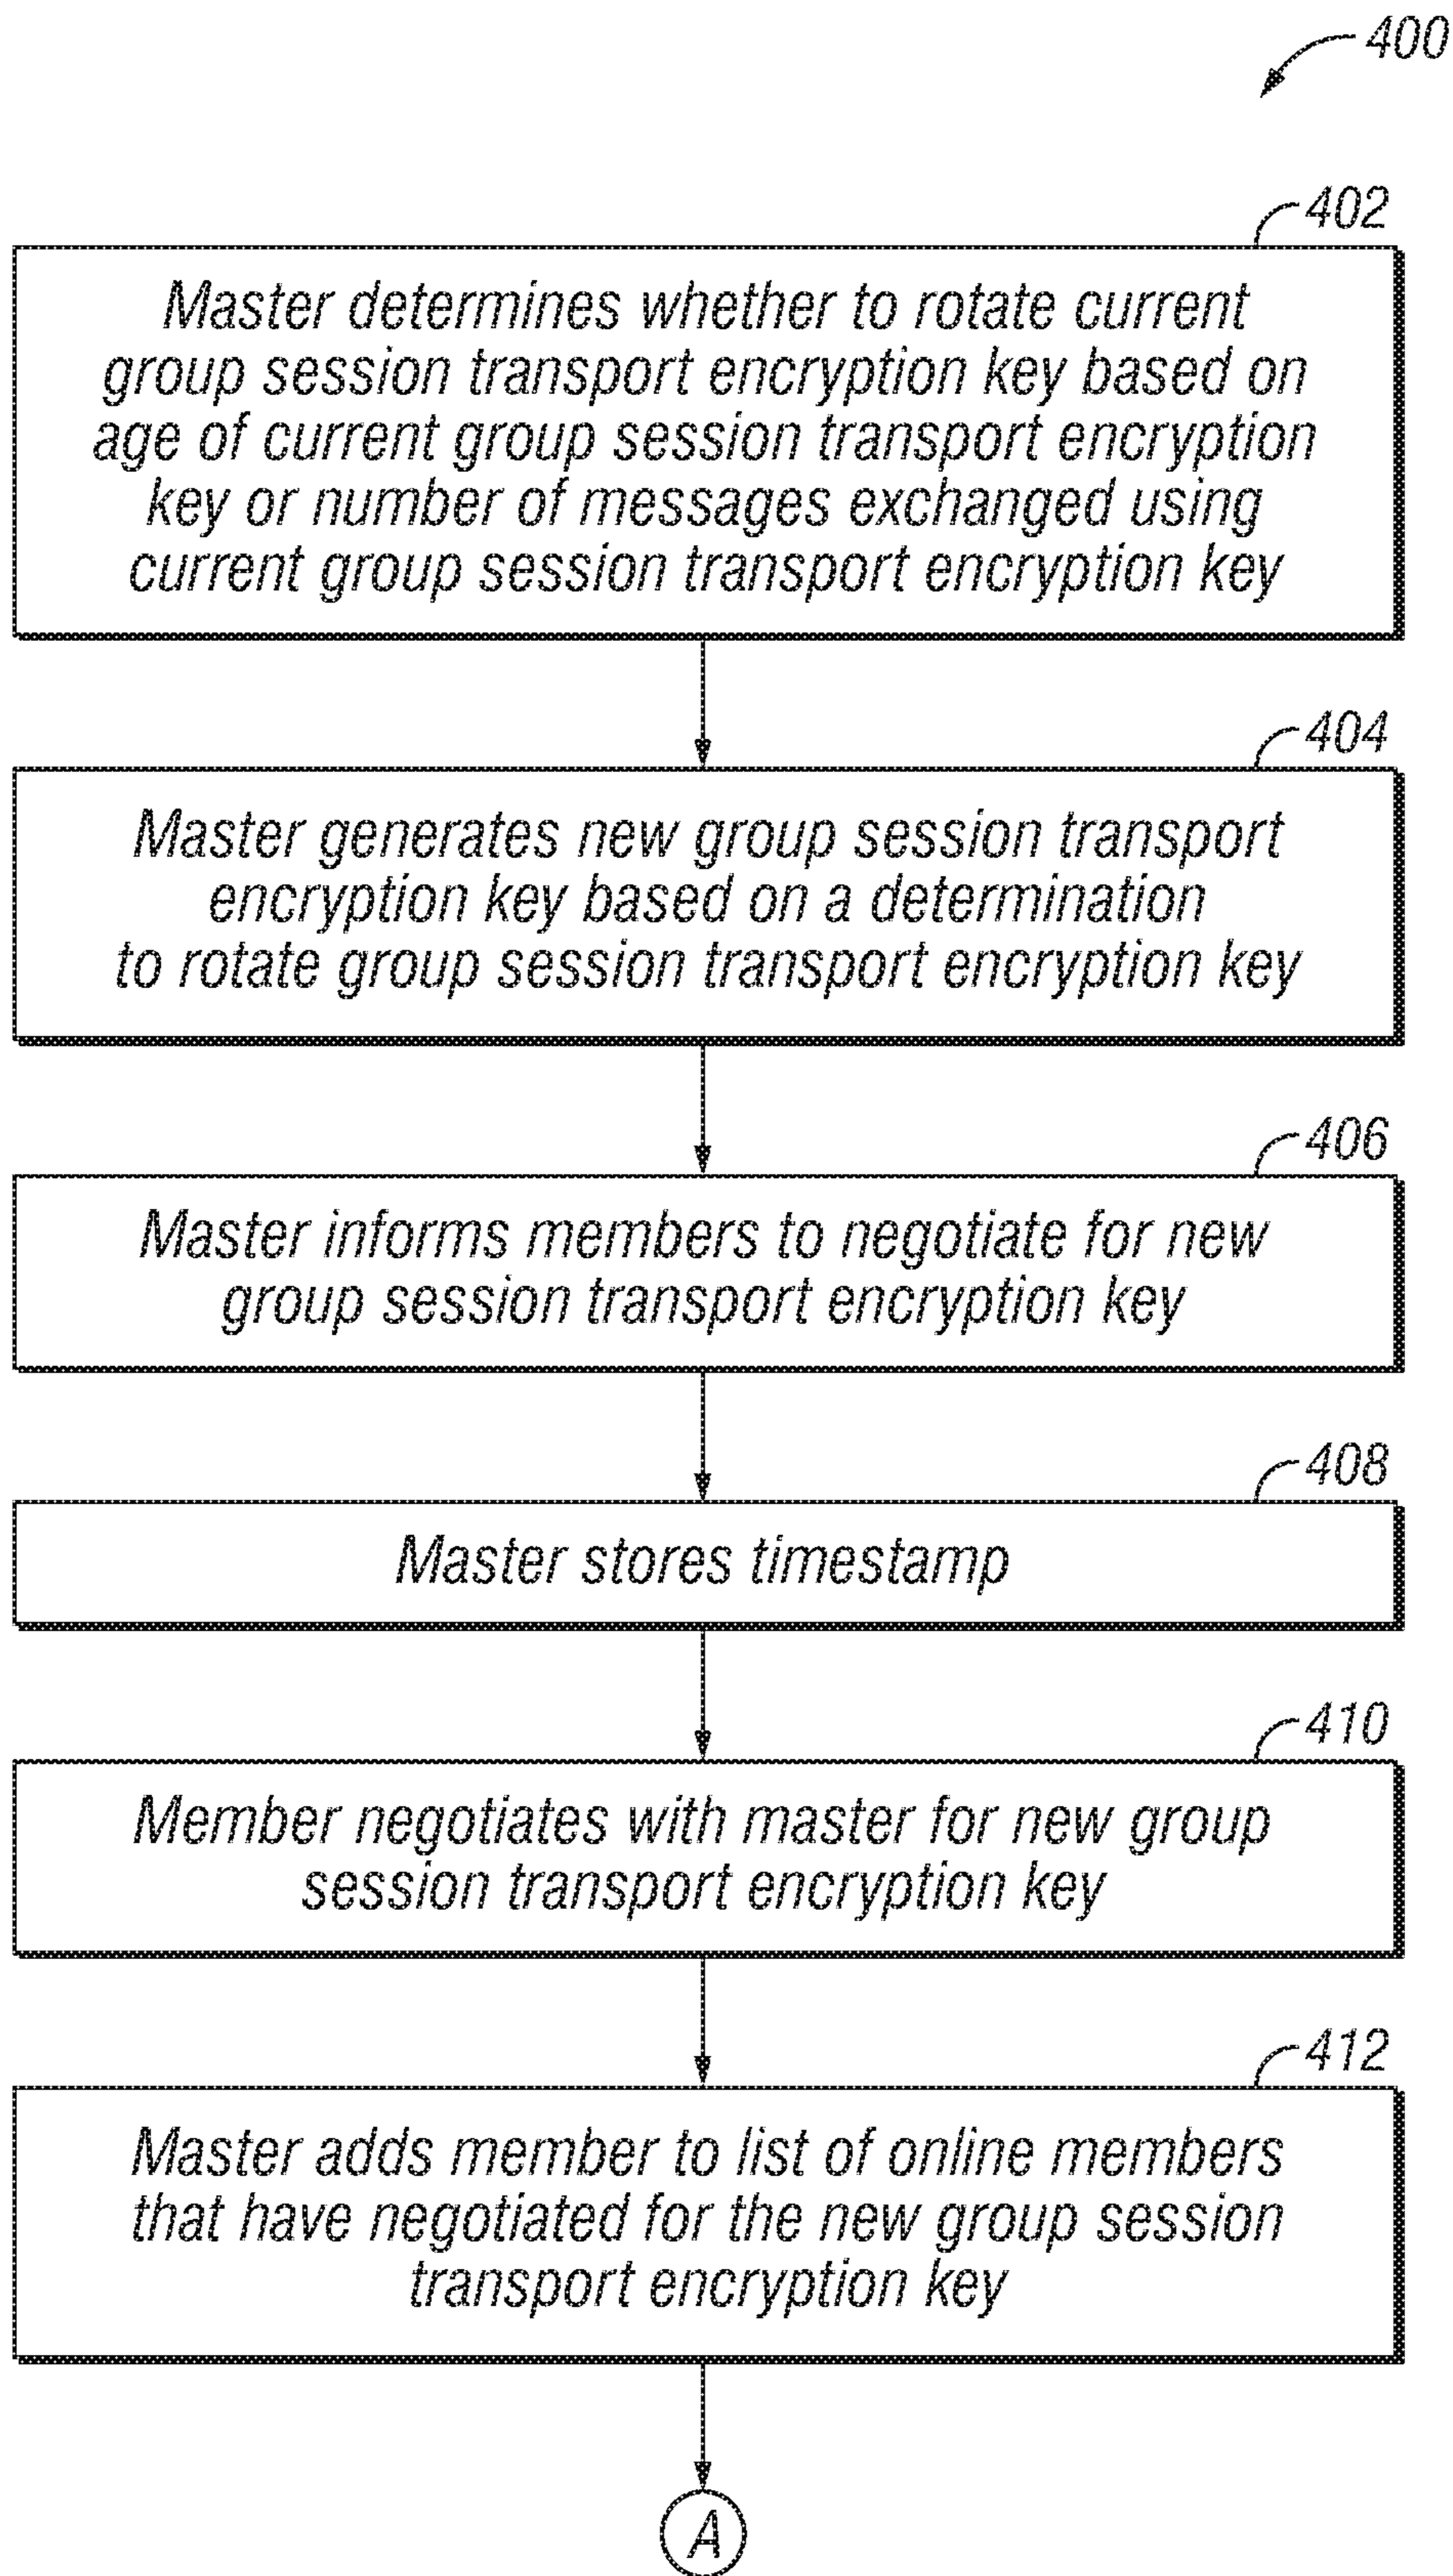 400
402
Master determines whether to rotate current
group session transport encryption key based on
age of current group session transport encryption
key or number of messages exchanged using
current group session transport encryption key
404
Master generates new group session transport
encryption key based on a determination
to rotate group session transport encryption key
406
Master informs members to negotiate for new
group session transport encryption key
408
Master stores timestamp
410
Member negotiates with master for new group
session transport encryption key
412
Master adds member to list of online members
that have negotiated for the new group session
transport encryption key
A